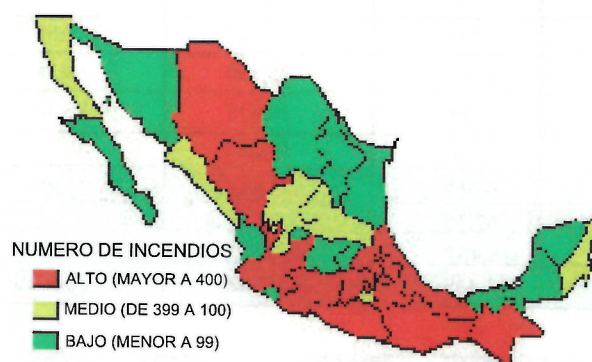 NUMERO DE INCENDIOS
ALTO (MAYOR A 400)
MEDIO (DE 399 A 100)
BAJO (MENOR A 99)